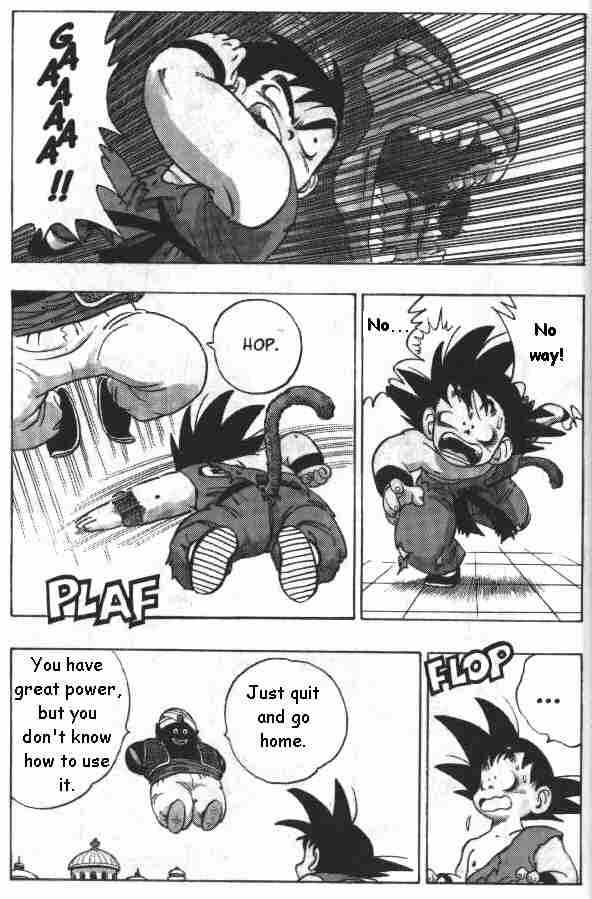 GAAAAAA!!
HOP.
PLAF
No...
No
way!
You have
great power,
but you
don't know
how to use
it.
Just quit
and go
home.
FLOP
...